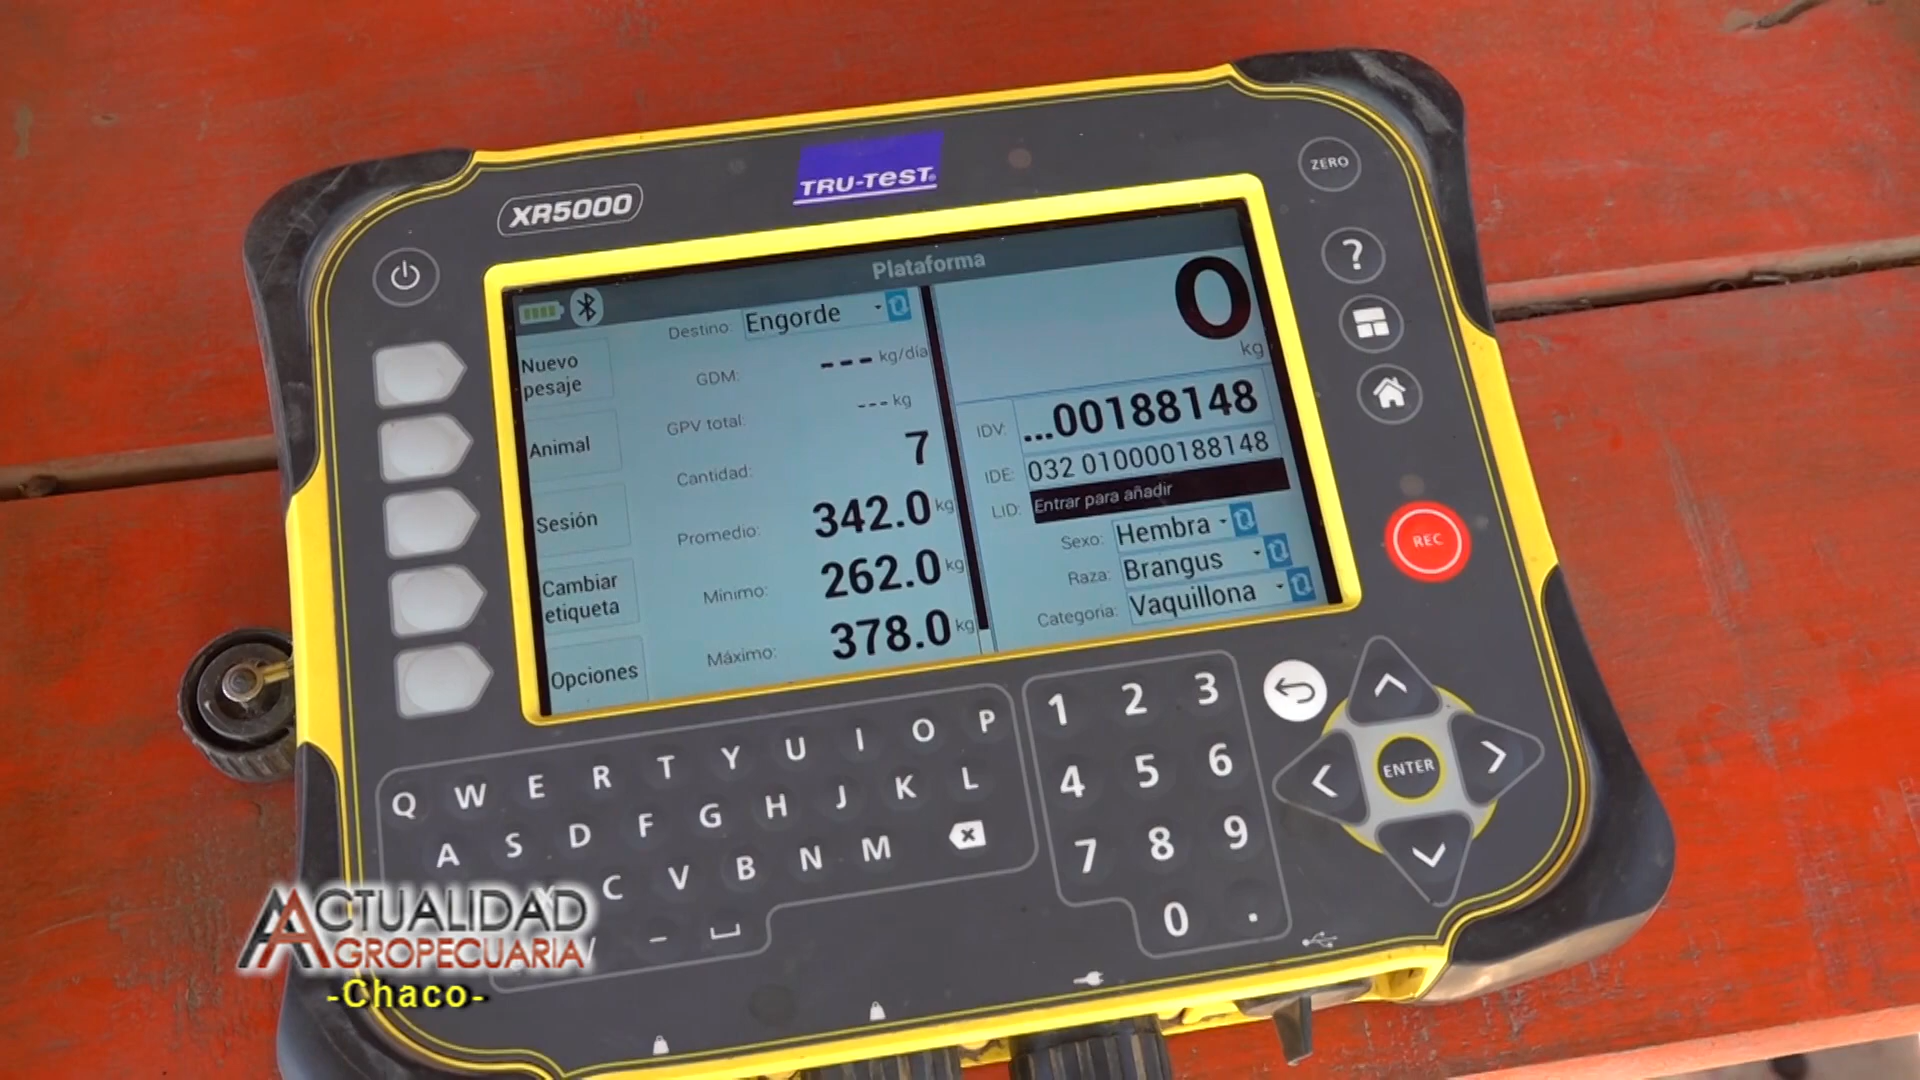 TRU-TEST®
XR5000
ZERO
?
Plataforma
Destino: Engorde
GDM: --- kg/día
GPV total: --- kg
Cantidad: 7
Promedio: 342.0 kg
Mínimo: 262.0 kg
Máximo: 378.0 kg
Nuevo
pesaje
Animal
Sesión
Cambiar
etiqueta
Opciones
0
kg
IDV: ...00188148
IDE: 032 010000188148
LID: Entrar para añadir
Sexo: Hembra
Raza: Brangus
Categoria: Vaquillona
REC
Q W E R T Y U I O P
A S D F G H J K L
C V B N M
/ –
1 2 3
4 5 6
7 8 9
0 .
ENTER
ACTUALIDAD
AGROPECUARIA
-Chaco-